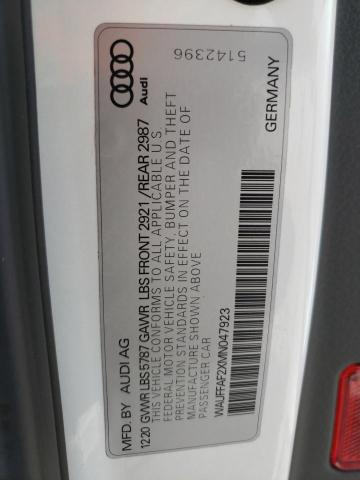 MFD. BY AUDI AG
12.20 GVWR LBS 5787 GAWR LBS FRONT 2921 /REAR 2987
THIS VEHICLE CONFORMS TO ALL APPLICABLE U.S.
FEDERAL MOTOR VEHICLE SAFETY, BUMPER AND THEFT
PREVENTION STANDARDS IN EFFECT ON THE DATE OF
MANUFACTURE SHOWN ABOVE
PASSENGER CAR
WAUFFAF2XMN047923
GERMANY
Audi
5142396